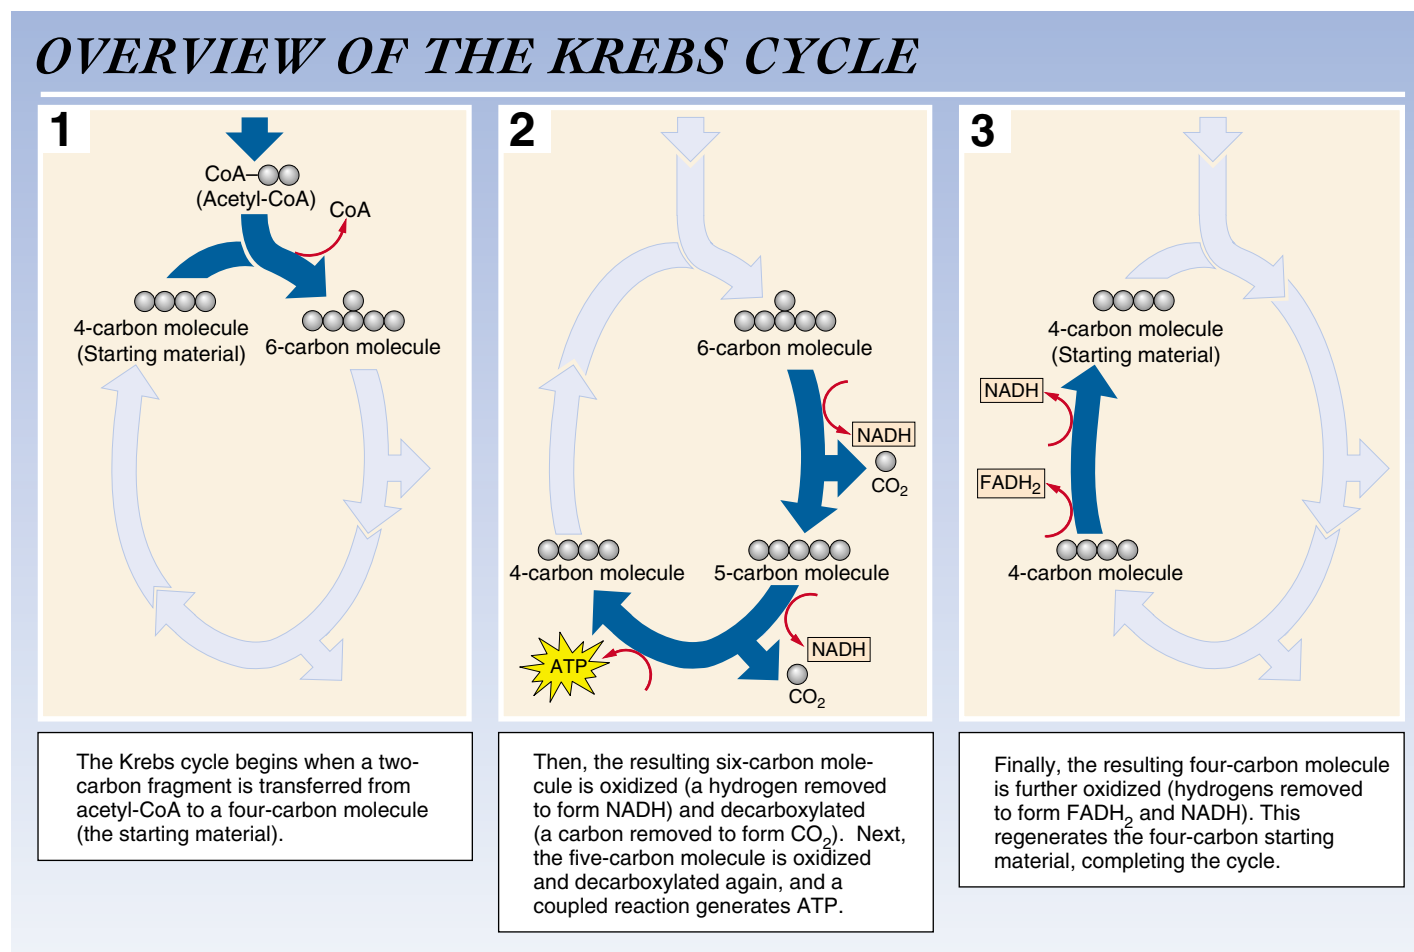 OVERVIEW OF THE KREBS CYCLE
1
CoA–
(Acetyl-CoA)
CoA
4-carbon molecule
(Starting material)
6-carbon molecule
The Krebs cycle begins when a two-
carbon fragment is transferred from
acetyl-CoA to a four-carbon molecule
(the starting material).
2
6-carbon molecule
NADH
CO2
4-carbon molecule
5-carbon molecule
NADH
ATP
CO2
Then, the resulting six-carbon mole-
cule is oxidized (a hydrogen removed
to form NADH) and decarboxylated
(a carbon removed to form CO2). Next,
the five-carbon molecule is oxidized
and decarboxylated again, and a
coupled reaction generates ATP.
3
4-carbon molecule
(Starting material)
NADH
FADH2
4-carbon molecule
Finally, the resulting four-carbon molecule
is further oxidized (hydrogens removed
to form FADH2 and NADH). This
regenerates the four-carbon starting
material, completing the cycle.